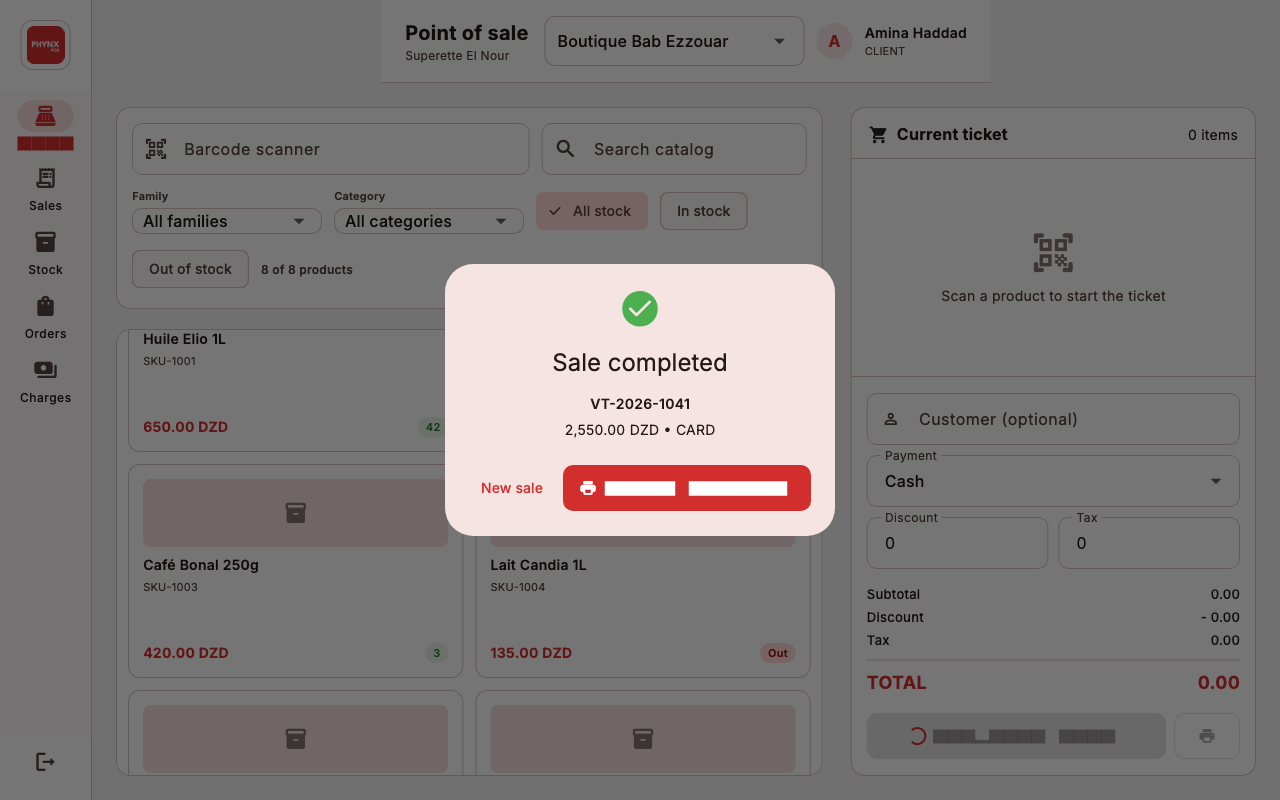 PHYNX
Sales
Stock
Orders
Charges
Point of sale
Superette El Nour
Boutique Bab Ezzouar
A
Amina Haddad
CLIENT
Barcode scanner
Search catalog
Family
All families
Category
All categories
All stock
In stock
Out of stock
8 of 8 products
Huile Elio 1L
SKU-1001
650.00 DZD
42
Café Bonal 250g
SKU-1003
420.00 DZD
3
Lait Candia 1L
SKU-1004
135.00 DZD
Out
Sale completed
VT-2026-1041
2,550.00 DZD • CARD
New sale
Current ticket
0 items
Scan a product to start the ticket
Customer (optional)
Payment
Cash
Discount
0
Tax
0
Subtotal
0.00
Discount
- 0.00
Tax
0.00
TOTAL
0.00